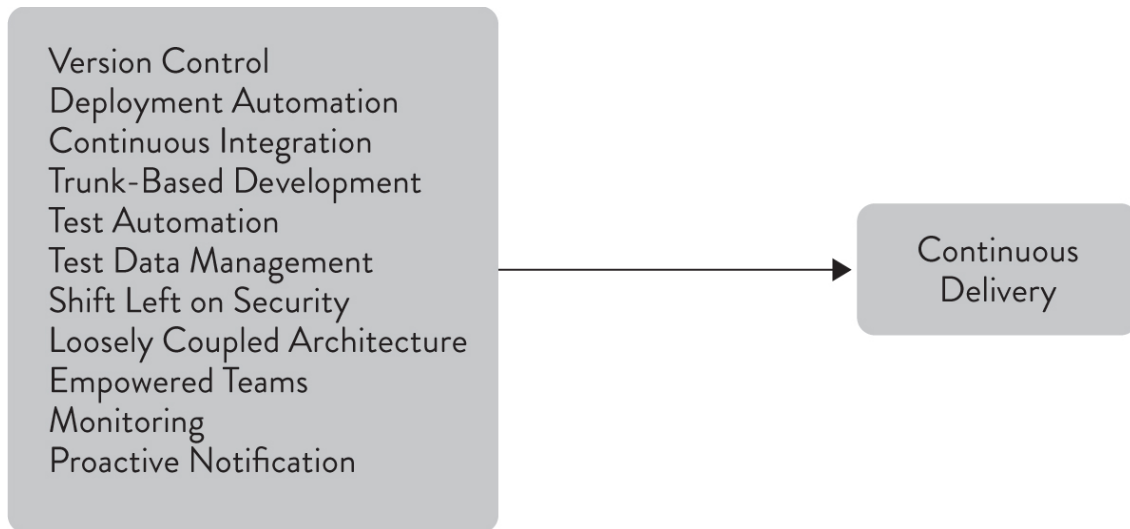 Version Control
Deployment Automation
Continuous Integration
Trunk-Based Development
Test Automation
Test Data Management
Shift Left on Security
Loosely Coupled Architecture
Empowered Teams
Monitoring
Proactive Notification
Continuous
Delivery